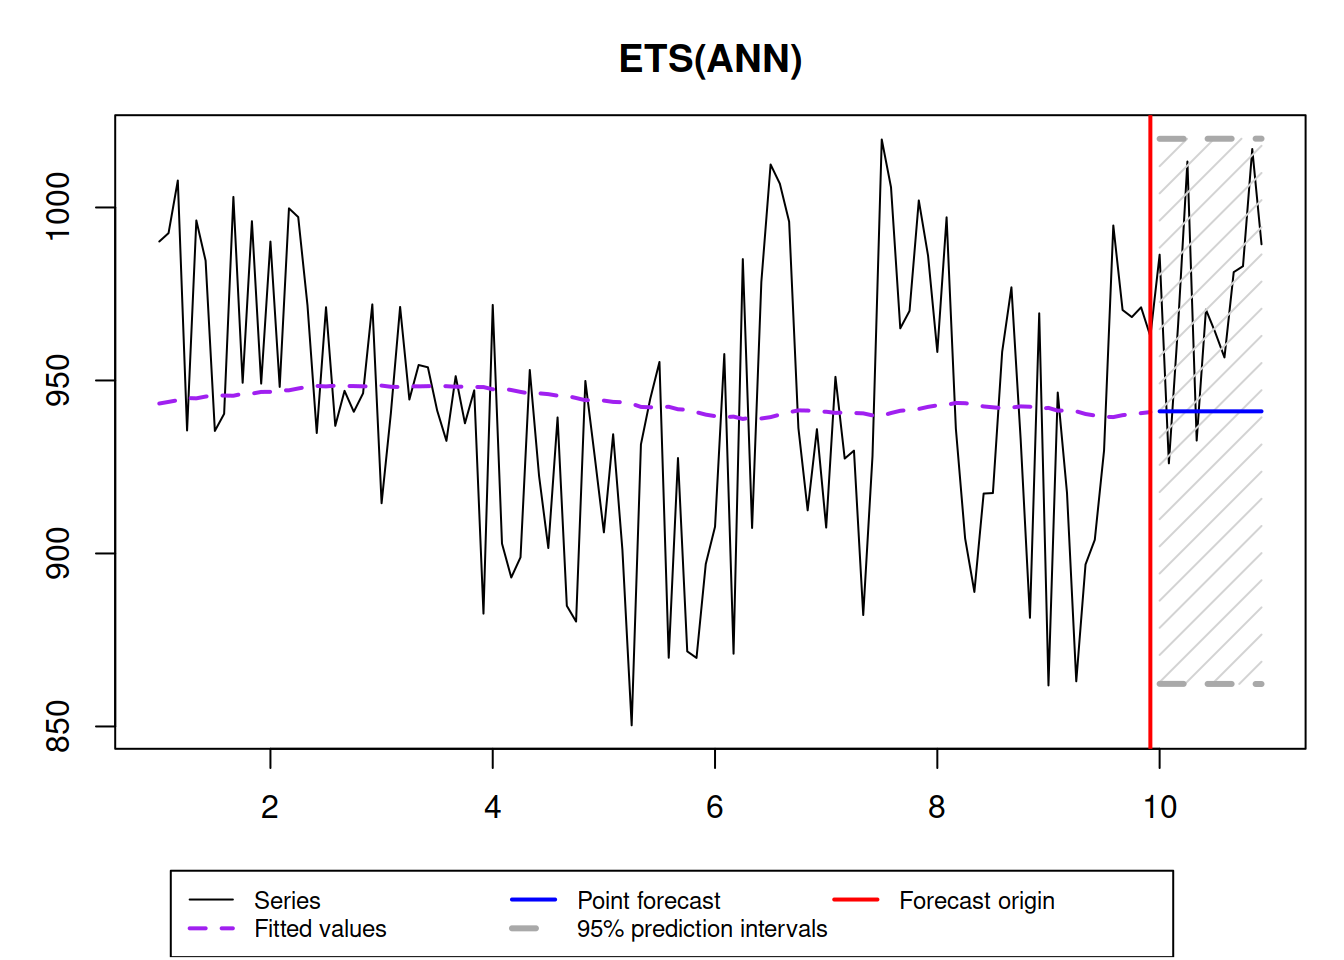 ETS(ANN)
1000
950
900
850
2 4 6 8 10
Series Point forecast Forecast origin
Fitted values 95% prediction intervals